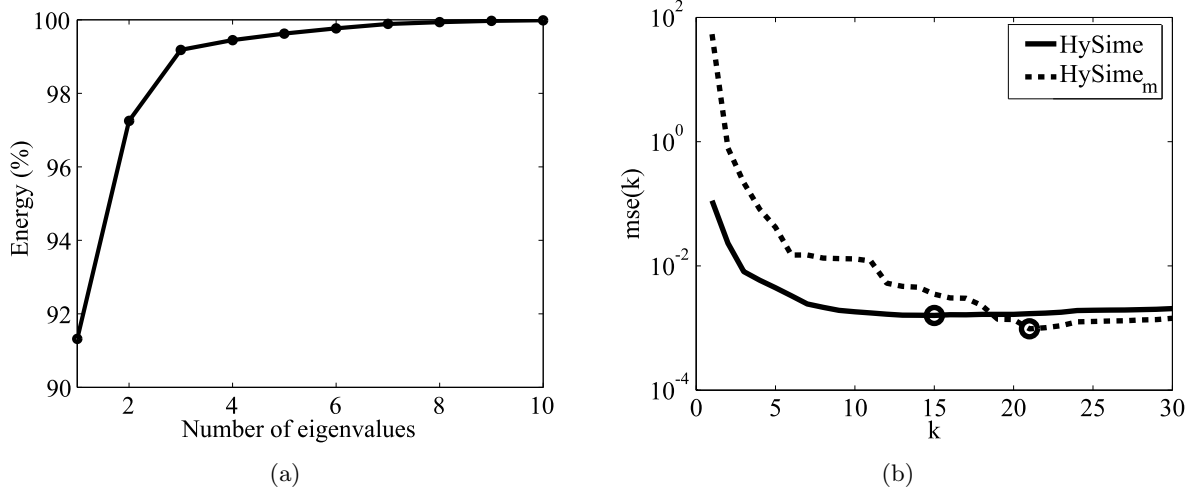 100
98
96
94
92
90
2 4 6 8 10
Energy (%)
Number of eigenvalues
(a)
10^2
10^0
10^-2
10^-4
0 5 10 15 20 25 30
mse(k)
k
HySime
HySime_m
(b)